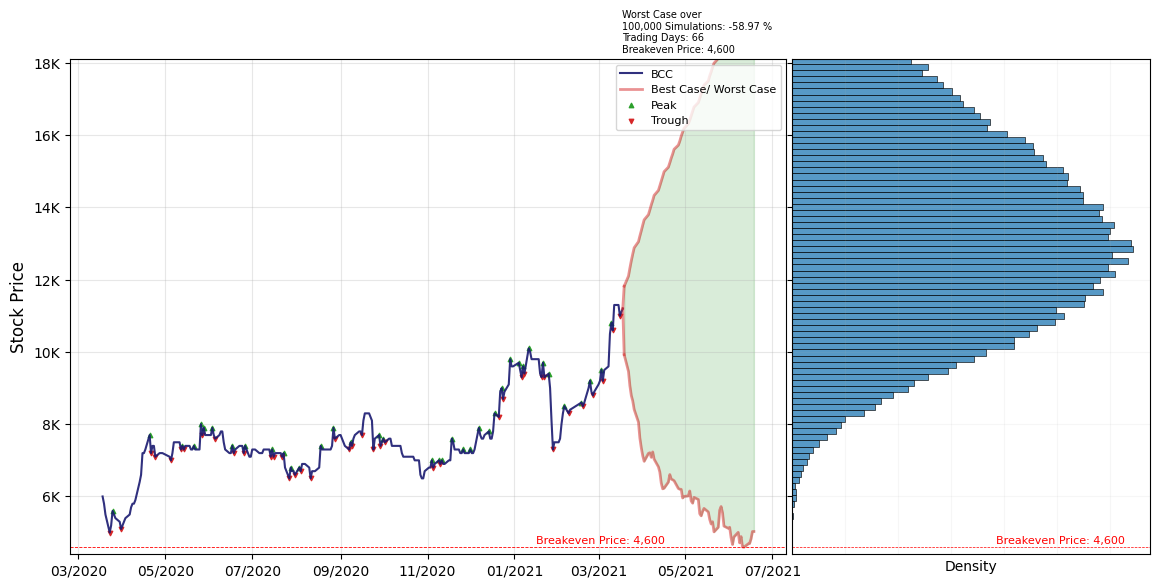 Worst Case over
100,000 Simulations: -58.97 %
Trading Days: 66
Breakeven Price: 4,600
18K
16K
14K
12K
10K
8K
6K
Stock Price
BCC
Best Case/ Worst Case
Peak
Trough
Breakeven Price: 4,600
Breakeven Price: 4,600
03/2020
05/2020
07/2020
09/2020
11/2020
01/2021
03/2021
05/2021
07/2021
Density